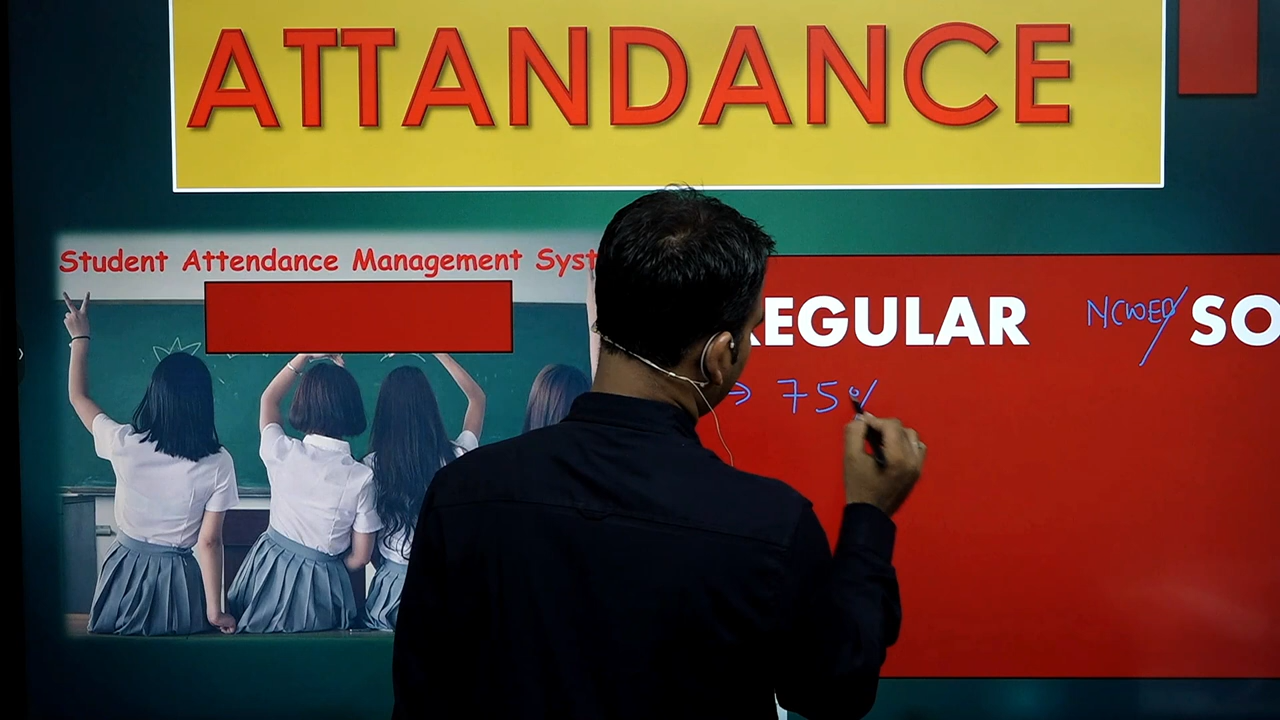 ATTANDANCE
Student Attendance Management Syst
REGULAR
NCWEB
SO
→ 75%